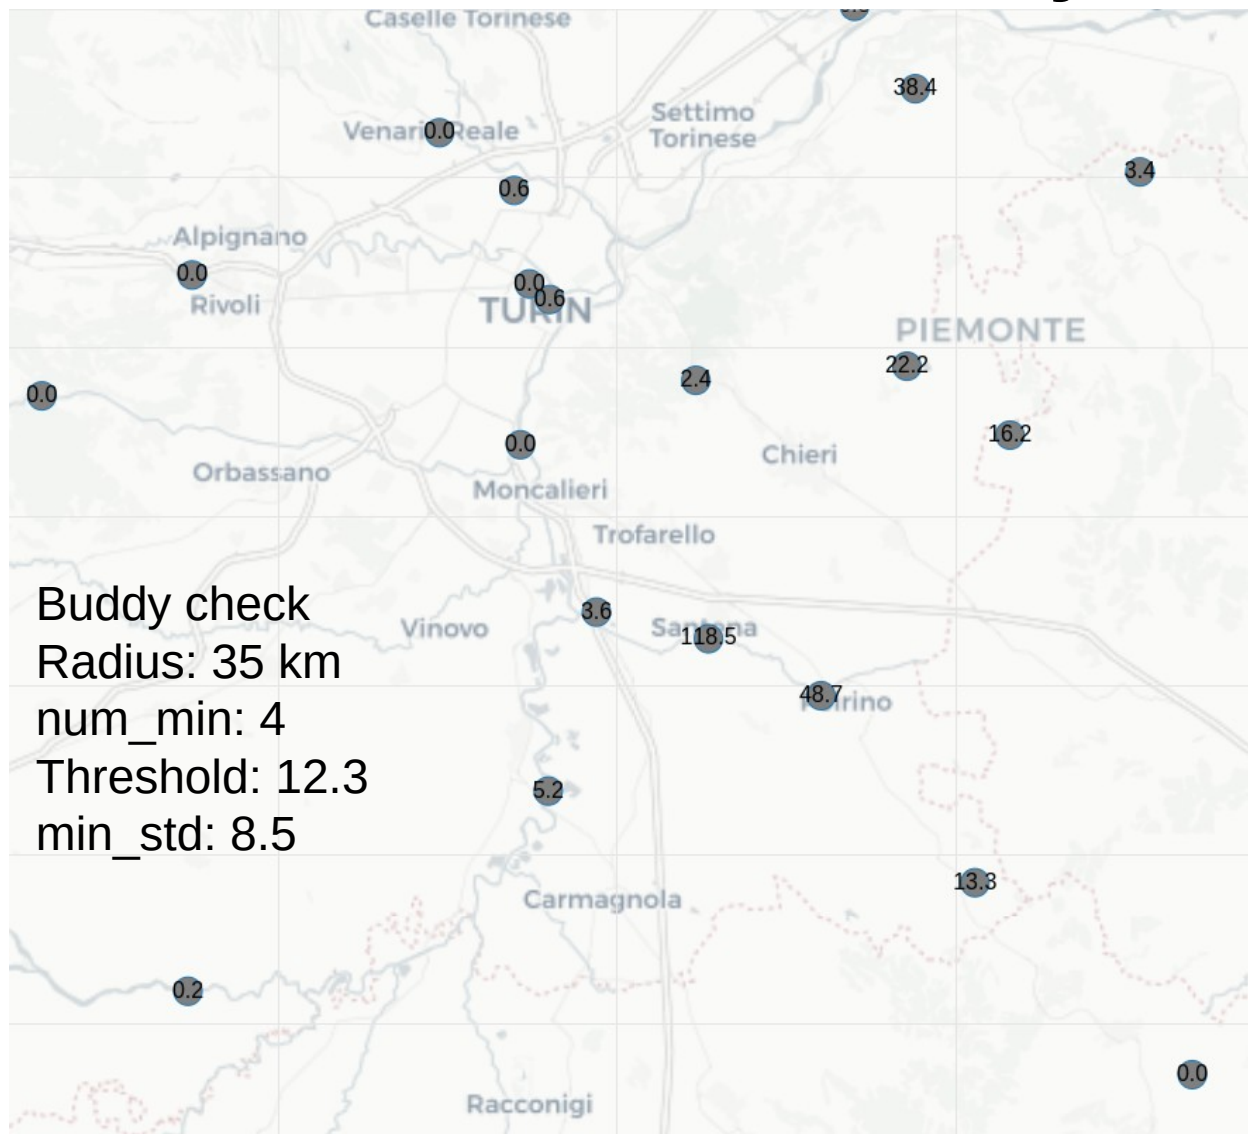 Caselle Torinese
38.4
Settimo
Torinese
Venaria Reale
0.0
3.4
0.6
Alpignano
0.0
Rivoli
0.0
0.6
TURIN
PIEMONTE
22.2
2.4
0.0
16.2
0.0
Chieri
Orbassano
Moncalieri
Trofarello
Buddy check
Radius: 35 km
num_min: 4
Threshold: 12.3
min_std: 8.5
3.6
Vinovo
Santena
118.5
48.7
Poirino
5.2
13.3
Carmagnola
0.2
0.0
Racconigi